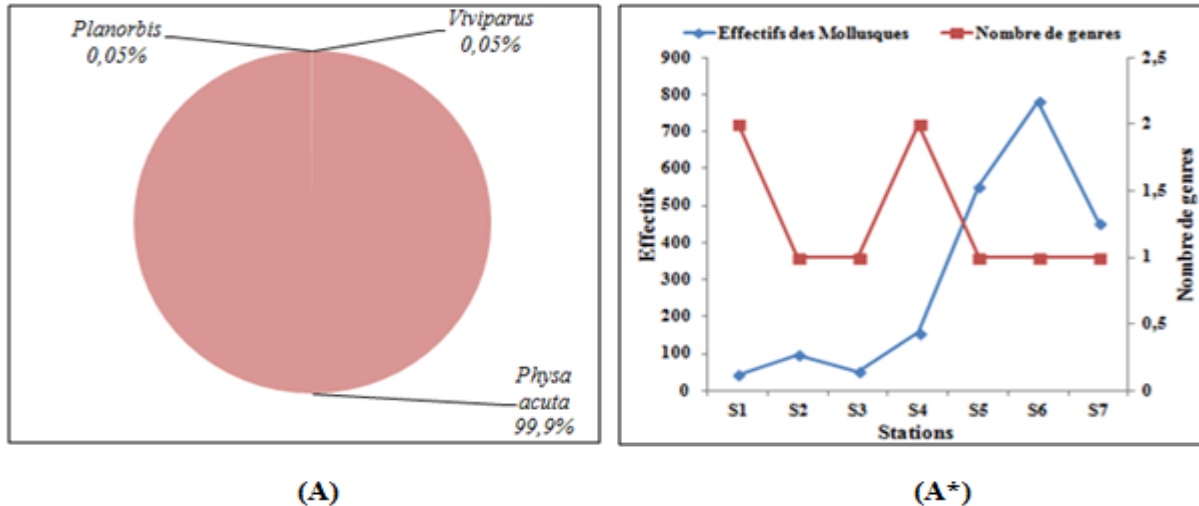 Planorbis
0,05%
Viviparus
0,05%
Physa
acuta
99,9%
(A)
Effectifs des Mollusques
Nombre de genres
900
800
700
600
500
400
300
200
100
0
Effectifs
2,5
2
1,5
1
0,5
0
Nombre de genres
S1 S2 S3 S4 S5 S6 S7
Stations
(A*)